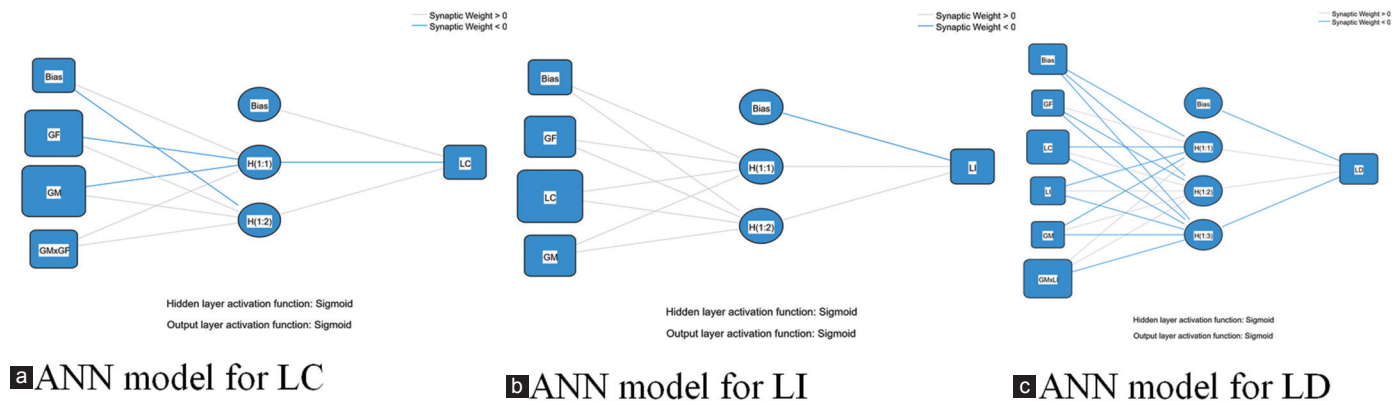 Synaptic Weight > 0
Synaptic Weight < 0
Bias
GF
GM
GMxGF
Bias
H(1:1)
H(1:2)
LC
Hidden layer activation function: Sigmoid
Output layer activation function: Sigmoid
a ANN model for LC
Synaptic Weight > 0
Synaptic Weight < 0
Bias
GF
LC
GM
Bias
H(1:1)
H(1:2)
LI
Hidden layer activation function: Sigmoid
Output layer activation function: Sigmoid
b ANN model for LI
Synaptic Weight > 0
Synaptic Weight < 0
Bias
GF
LC
LI
GM
GMxLI
Bias
H(1:1)
H(1:2)
H(1:3)
LD
Hidden layer activation function: Sigmoid
Output layer activation function: Sigmoid
c ANN model for LD